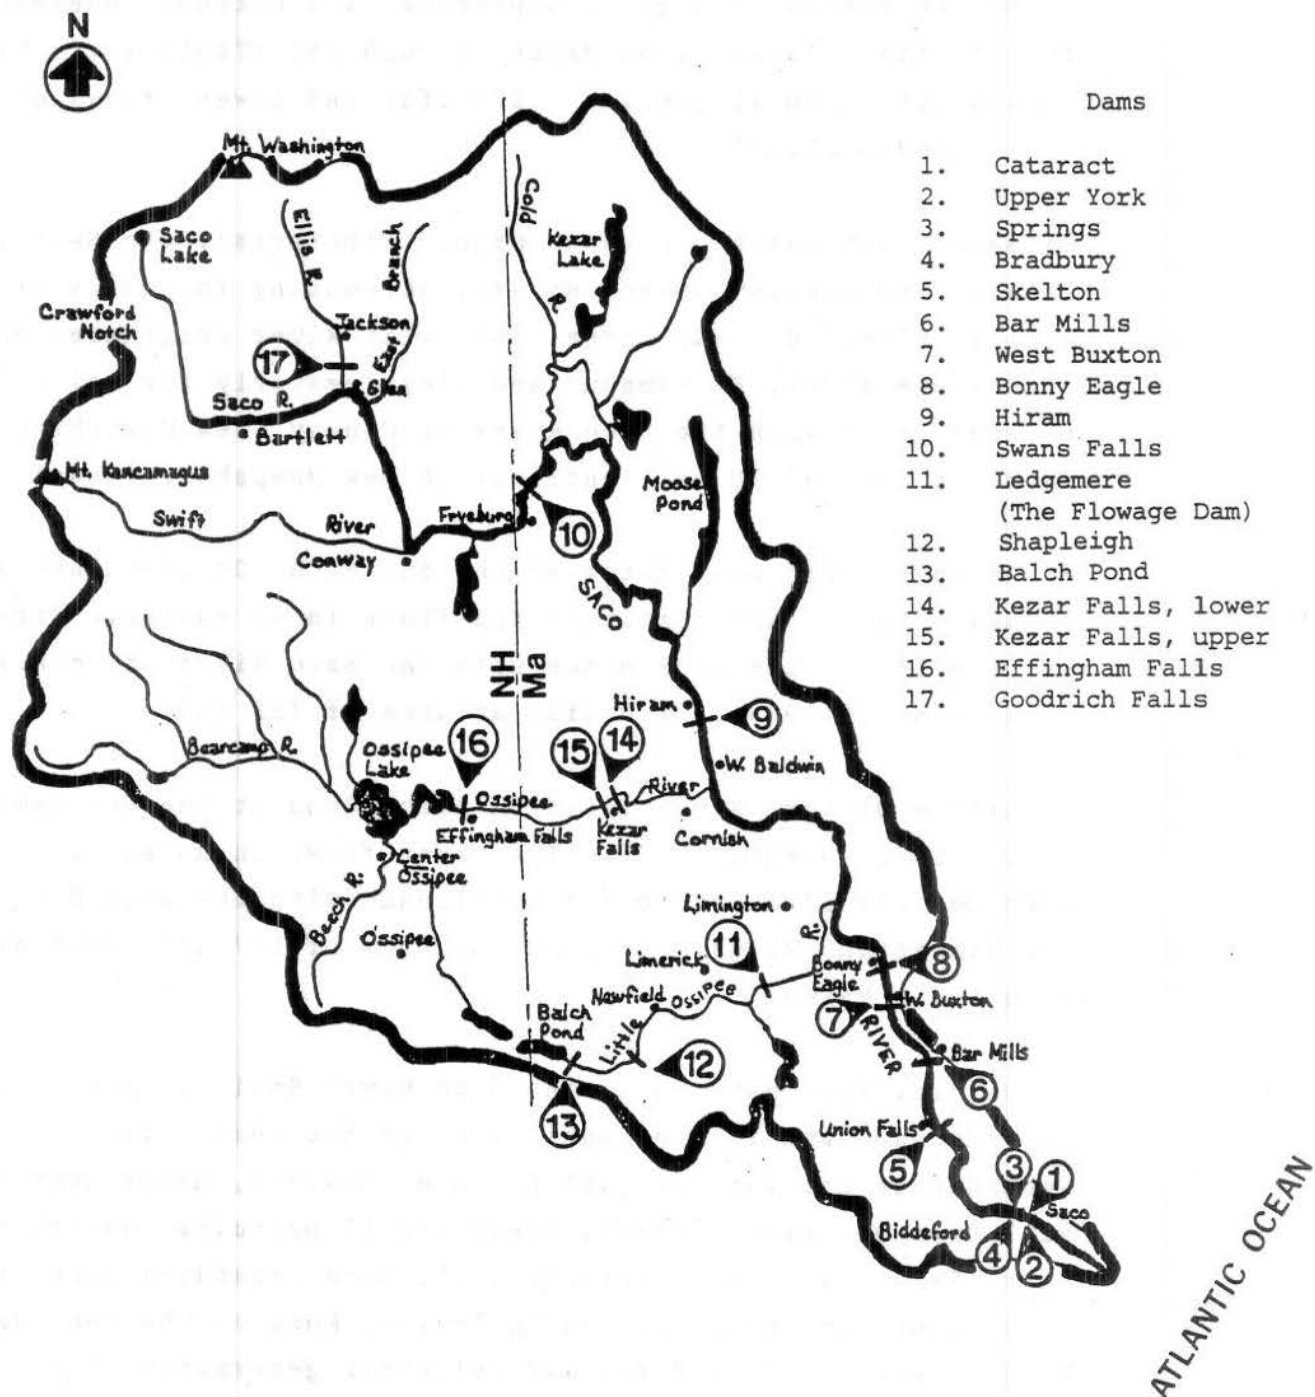 N
Dams
1. Cataract
2. Upper York
3. Springs
4. Bradbury
5. Skelton
6. Bar Mills
7. West Buxton
8. Bonny Eagle
9. Hiram
10. Swans Falls
11. Ledgemere
(The Flowage Dam)
12. Shapleigh
13. Balch Pond
14. Kezar Falls, lower
15. Kezar Falls, upper
16. Effingham Falls
17. Goodrich Falls
Mt. Washington
Saco
Lake
Ellis R.
East Branch
Cold R.
Kezar
Lake
Crawford
Notch
Jackson
17
Glen
Saco R.
Bartlett
Mt. Kancamagus
Swift River
Conway
Fryeburg
10
Moose
Pond
SACO
NH
Ma
Hiram
9
W. Baldwin
Bearcamp R.
Ossipee
Lake
16
15
14
Ossipee River
Effingham Falls
Kezar
Falls
Cornish
Center
Ossipee
Beech R.
Ossipee
Limington
R.
11
Limerick
Bonny
Eagle
8
Newfield
Little Ossipee
7
W. Buxton
RIVER
Balch
Pond
12
Bar Mills
6
13
Union Falls
5
3
1
Saco
Biddeford
4
2
ATLANTIC OCEAN